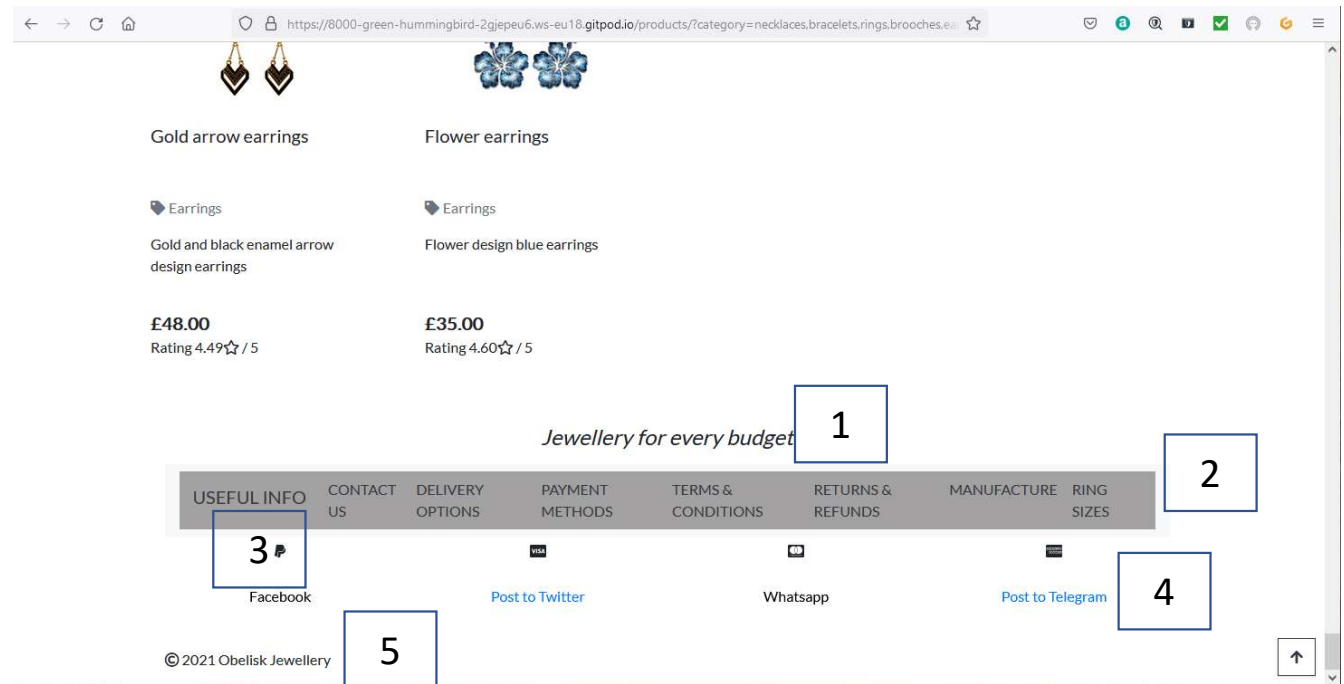 https://8000-green-hummingbird-2gjepeu6.ws-eu18.gitpod.io/products/?category=necklaces,bracelets,rings,brooches,ea
Gold arrow earrings
Flower earrings
Earrings
Earrings
Gold and black enamel arrow
design earrings
Flower design blue earrings
£48.00
£35.00
Rating 4.49☆ / 5
Rating 4.60☆ / 5
Jewellery for every budget
1
2
USEFUL INFO
CONTACT
US
DELIVERY
OPTIONS
PAYMENT
METHODS
TERMS &
CONDITIONS
RETURNS &
REFUNDS
MANUFACTURE
RING
SIZES
3
VISA
Facebook
Post to Twitter
Whatsapp
Post to Telegram
4
© 2021 Obelisk Jewellery
5